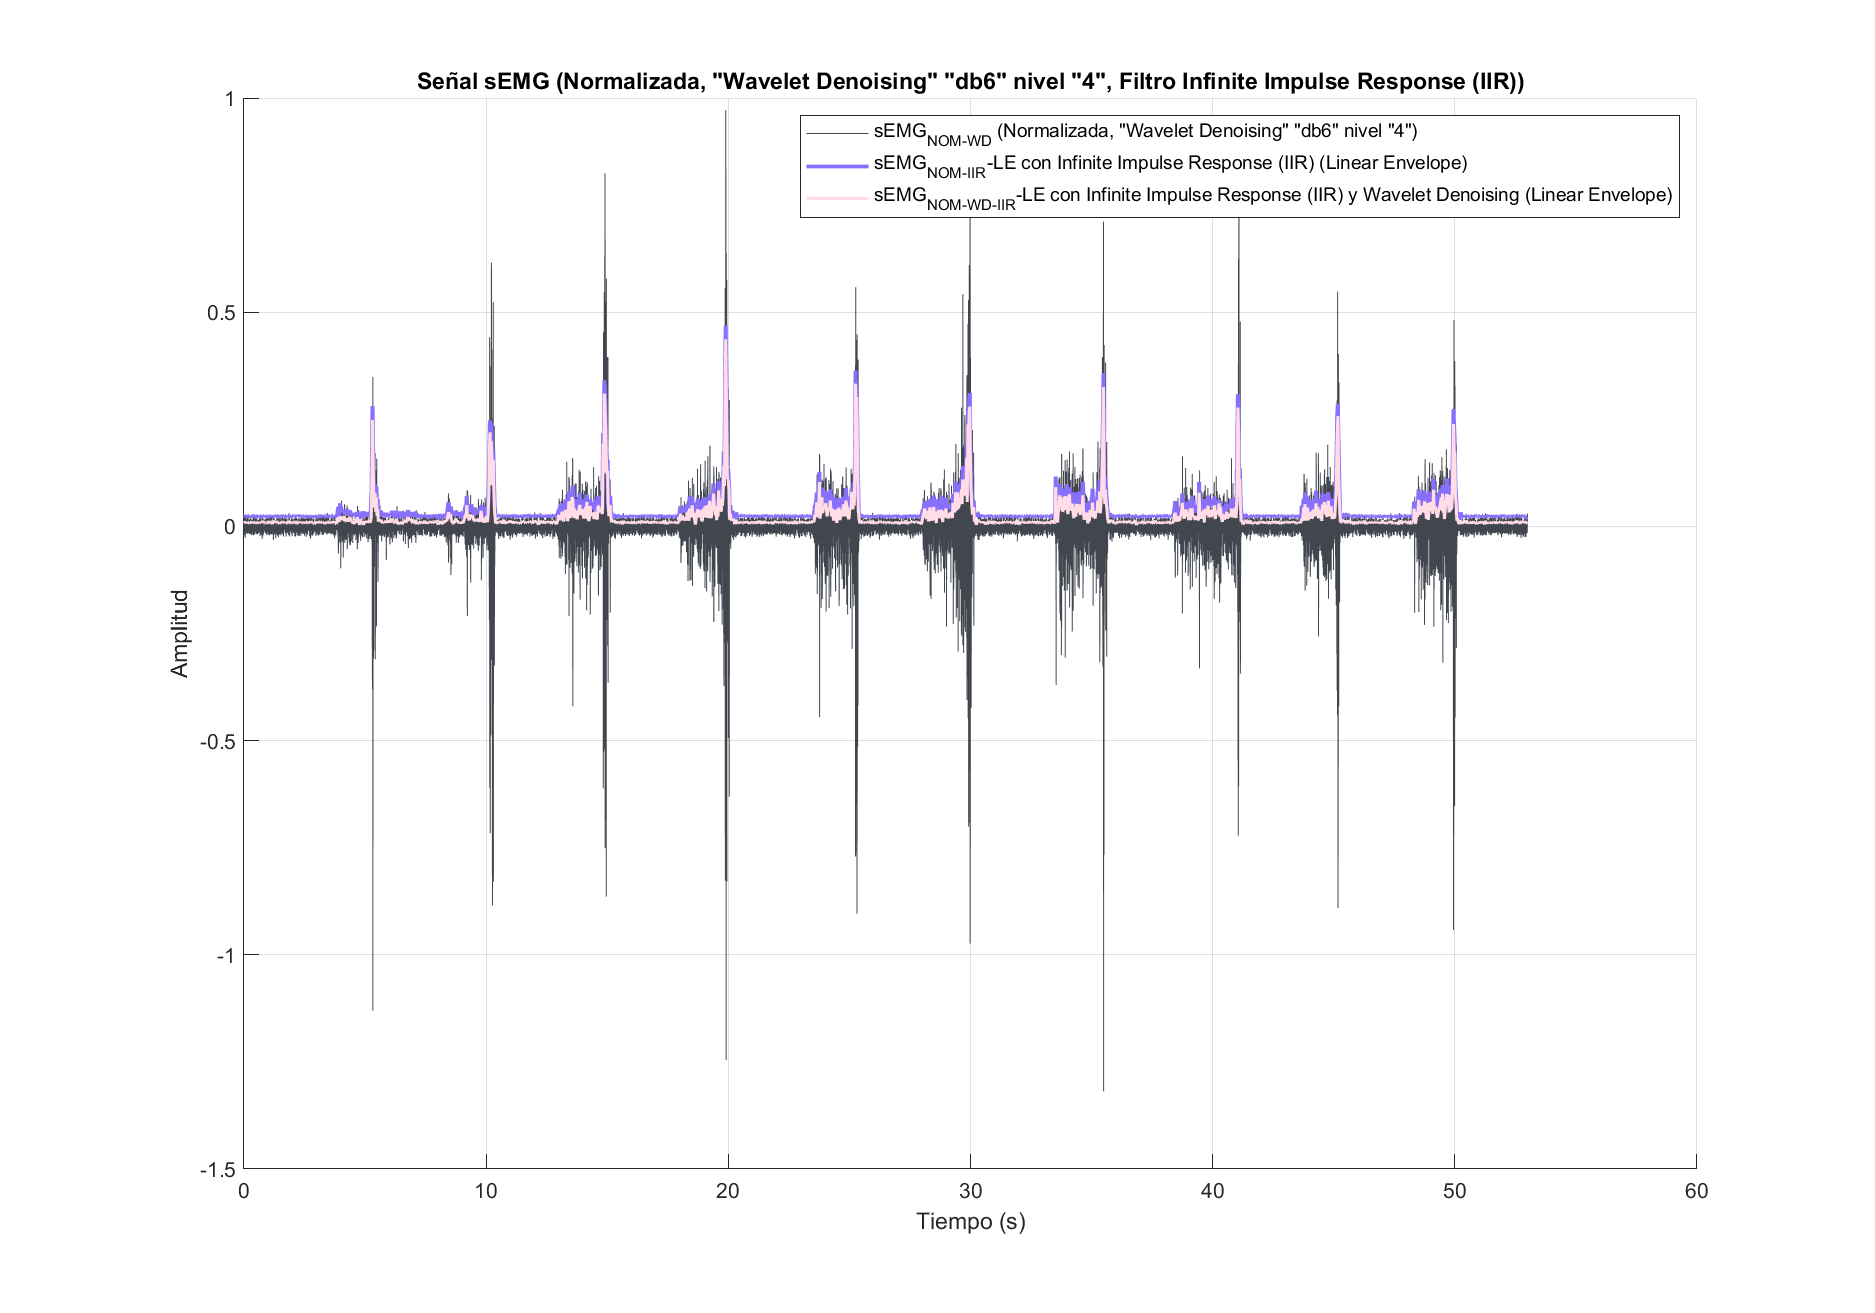 Señal sEMG (Normalizada, "Wavelet Denoising" "db6" nivel "4", Filtro Infinite Impulse Response (IIR))
sEMG_NOM-WD (Normalizada, "Wavelet Denoising" "db6" nivel "4")
sEMG_NOM-IIR-LE con Infinite Impulse Response (IIR) (Linear Envelope)
sEMG_NOM-WD-IIR-LE con Infinite Impulse Response (IIR) y Wavelet Denoising (Linear Envelope)
1
0.5
0
-0.5
-1
-1.5
Amplitud
0 10 20 30 40 50 60
Tiempo (s)